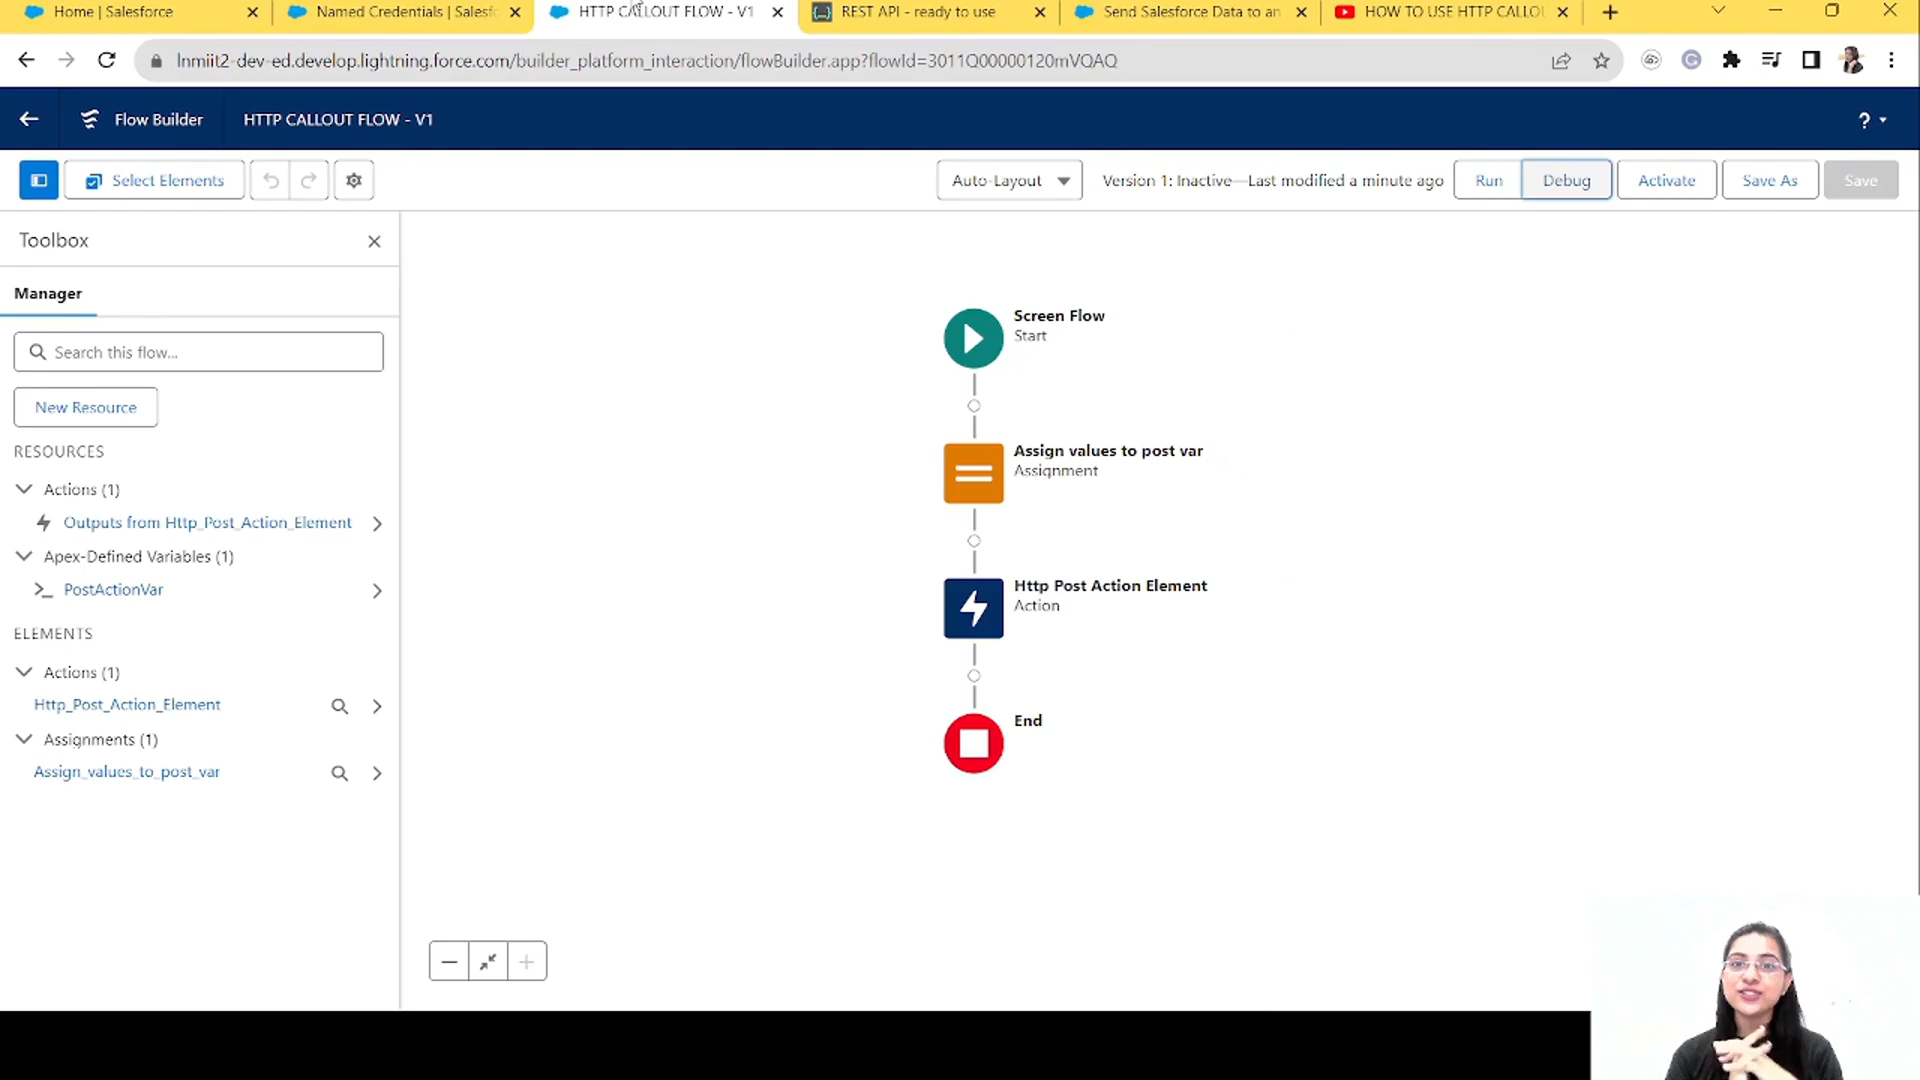 Home | Salesforce
Named Credentials | Salesfo
HTTP CALLOUT FLOW - V1
REST API - ready to use
Send Salesforce Data to an
HOW TO USE HTTP CALLOU
lnmiit2-dev-ed.develop.lightning.force.com/builder_platform_interaction/flowBuilder.app?flowId=3011Q00000120mVQAQ
Flow Builder
HTTP CALLOUT FLOW - V1
?
Select Elements
Auto-Layout
Version 1: Inactive—Last modified a minute ago
Run
Debug
Activate
Save As
Save
Toolbox
Manager
Search this flow...
New Resource
RESOURCES
Actions (1)
Outputs from Http_Post_Action_Element
Apex-Defined Variables (1)
PostActionVar
ELEMENTS
Actions (1)
Http_Post_Action_Element
Assignments (1)
Assign_values_to_post_var
Screen Flow
Start
Assign values to post var
Assignment
Http Post Action Element
Action
End